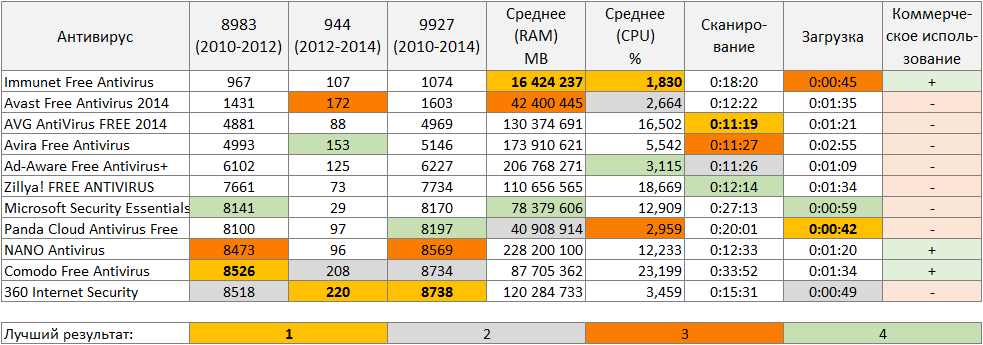 Антивирус 8983 (2010-2012) 944 (2012-2014) 9927 (2010-2014) Среднее (RAM) MB Среднее (CPU) % Сканиро-вание Загрузка Коммерче-ское исполь-зование
Immunet Free Antivirus 967 107 1074 16 424 237 1,830 0:18:20 0:00:45 +
Avast Free Antivirus 2014 1431 172 1603 42 400 445 2,664 0:12:22 0:01:35 -
AVG AntiVirus FREE 2014 4881 88 4969 130 374 691 16,502 0:11:19 0:01:21 -
Avira Free Antivirus 4993 153 5146 173 910 621 5,542 0:11:27 0:02:55 -
Ad-Aware Free Antivirus+ 6102 125 6227 206 768 271 3,115 0:11:26 0:01:09 -
Zillya! FREE ANTIVIRUS 7661 73 7734 110 656 565 18,669 0:12:14 0:01:34 -
Microsoft Security Essentials 8141 29 8170 78 379 606 12,909 0:27:13 0:00:59 -
Panda Cloud Antivirus Free 8100 97 8197 40 908 914 2,959 0:20:01 0:00:42 -
NANO Antivirus 8473 96 8569 228 200 100 12,233 0:12:33 0:01:20 +
Comodo Free Antivirus 8526 208 8734 87 705 362 23,199 0:33:52 0:01:34 +
360 Internet Security 8518 220 8738 120 284 733 3,459 0:15:31 0:00:49 -
Лучший результат: 1 2 3 4